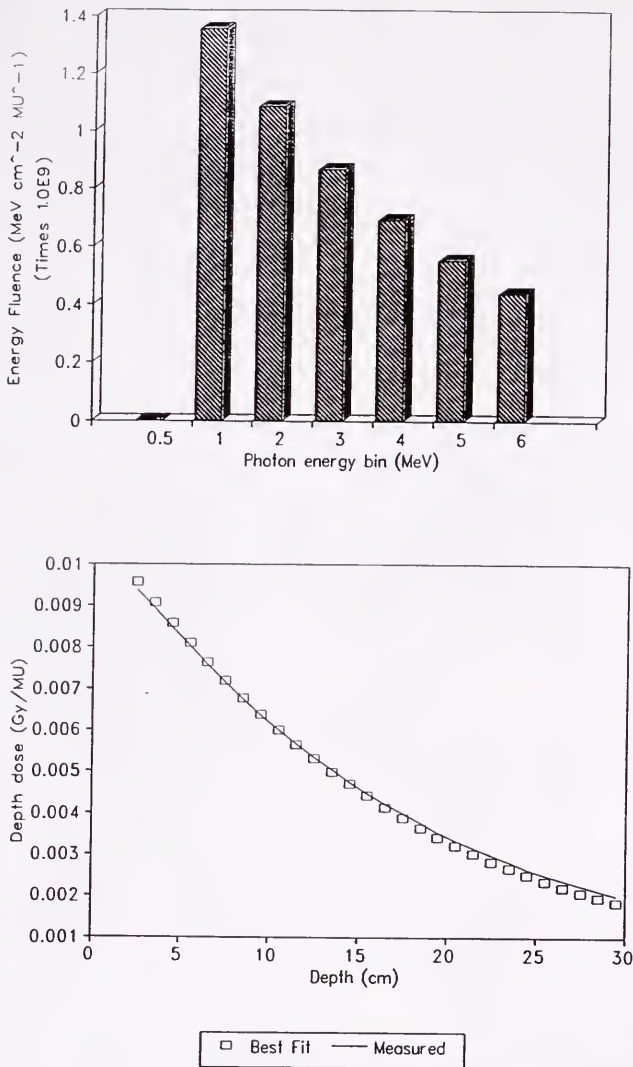 Energy Fluence (MeV cm^-2 MU^-1)
(Times 1.0E9)
1.4
1.2
1
0.8
0.6
0.4
0.2
0
0.5 1 2 3 4 5 6
Photon energy bin (MeV)
Depth dose (Gy/MU)
0.01
0.009
0.008
0.007
0.006
0.005
0.004
0.003
0.002
0.001
0 5 10 15 20 25 30
Depth (cm)
Best Fit Measured